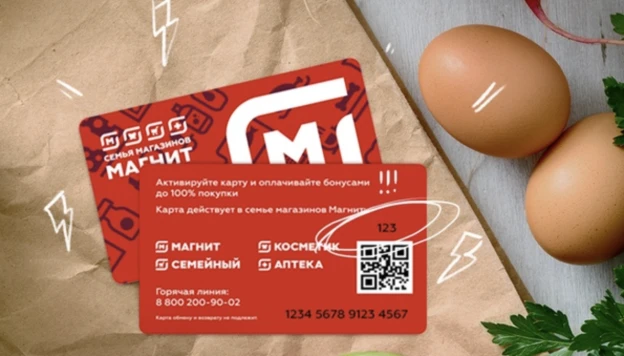 СЕМЬЯ МАГАЗИНОВ
МАГНИТ
М
Активируйте карту и оплачивайте бонусами
до 100% покупки
Карта действует в семье магазинов Магнит
!!!
123
МАГНИТ
КОСМЕТИК
СЕМЕЙНЫЙ
АПТЕКА
Горячая линия:
8 800 200-90-02
1234 5678 9123 4567
Карта обмену и возврату не подлежит